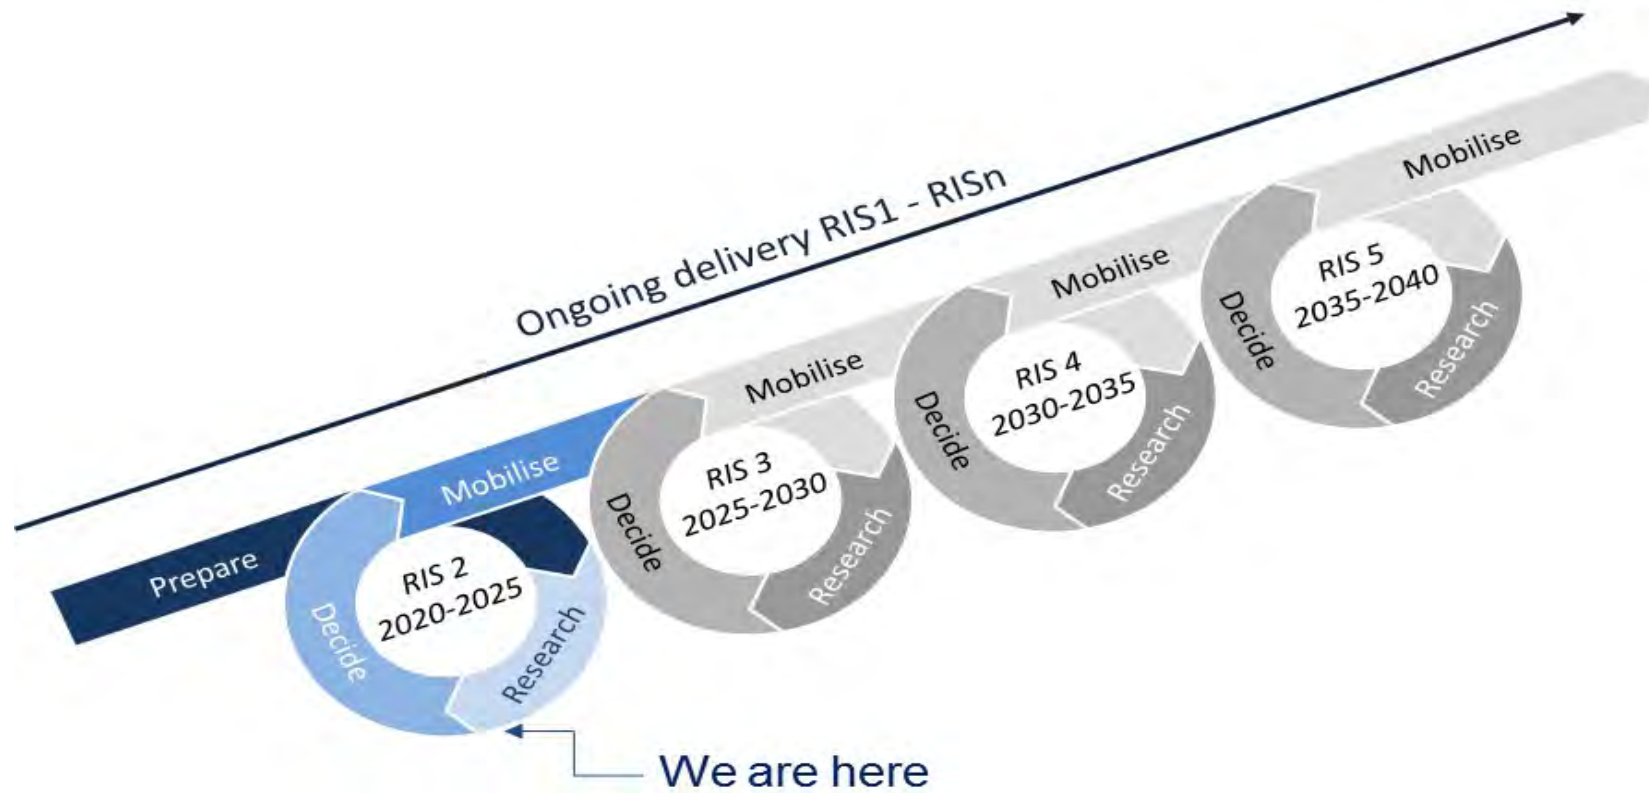 Ongoing delivery RIS1 - RISn
Prepare
Mobilise
RIS 2
2020-2025
Decide
Research
Mobilise
RIS 3
2025-2030
Decide
Research
Mobilise
RIS 4
2030-2035
Decide
Research
Mobilise
RIS 5
2035-2040
Decide
Research
We are here